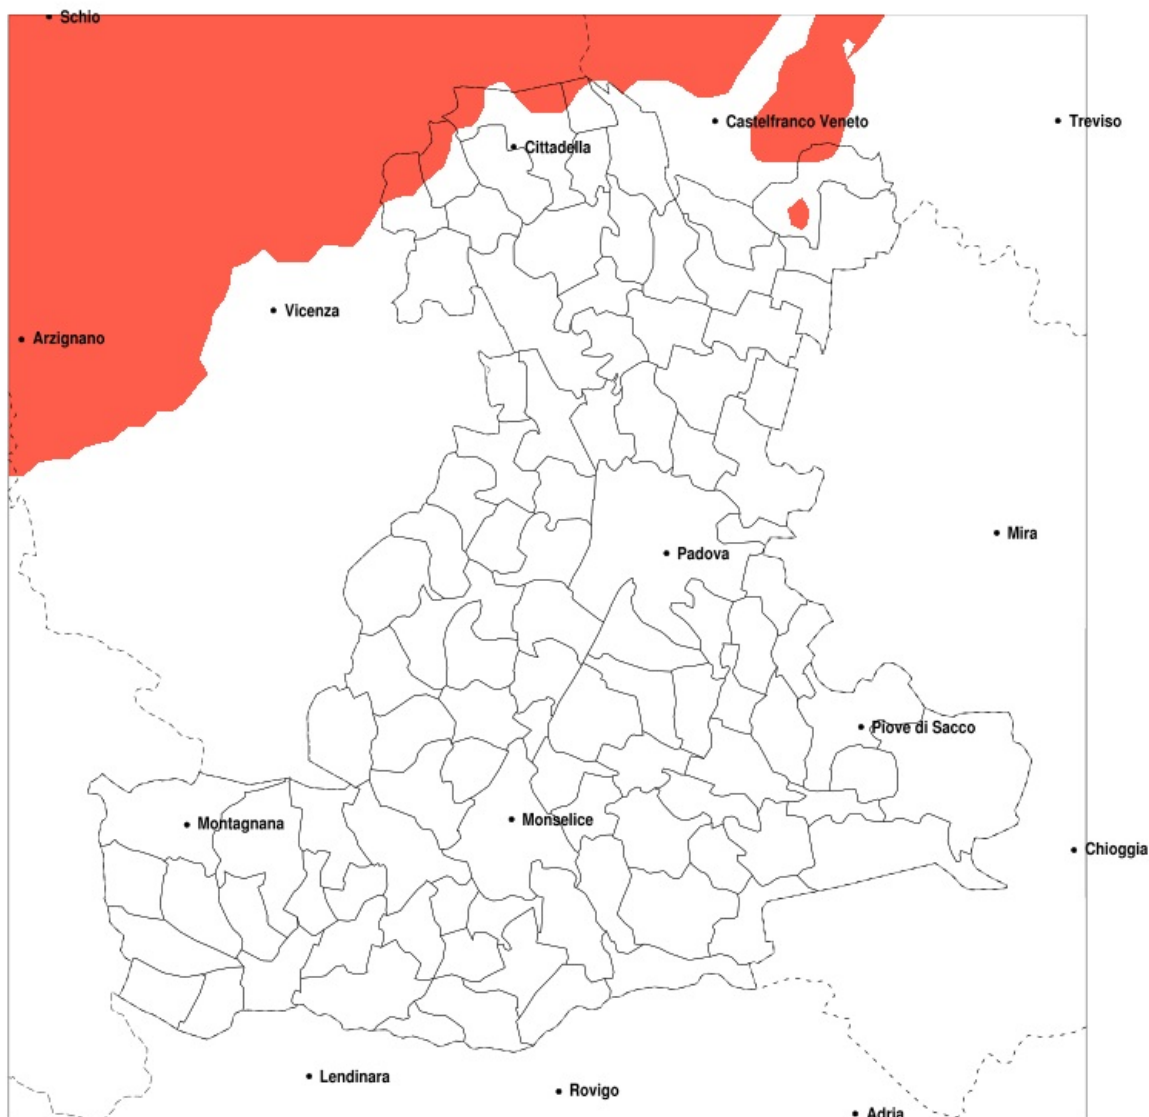 Schio
Castelfranco Veneto
Treviso
Cittadella
Vicenza
Arzignano
Mira
Padova
Piove di Sacco
Montagnana
Monselice
Chioggia
Lendinara
Rovigo
Adria